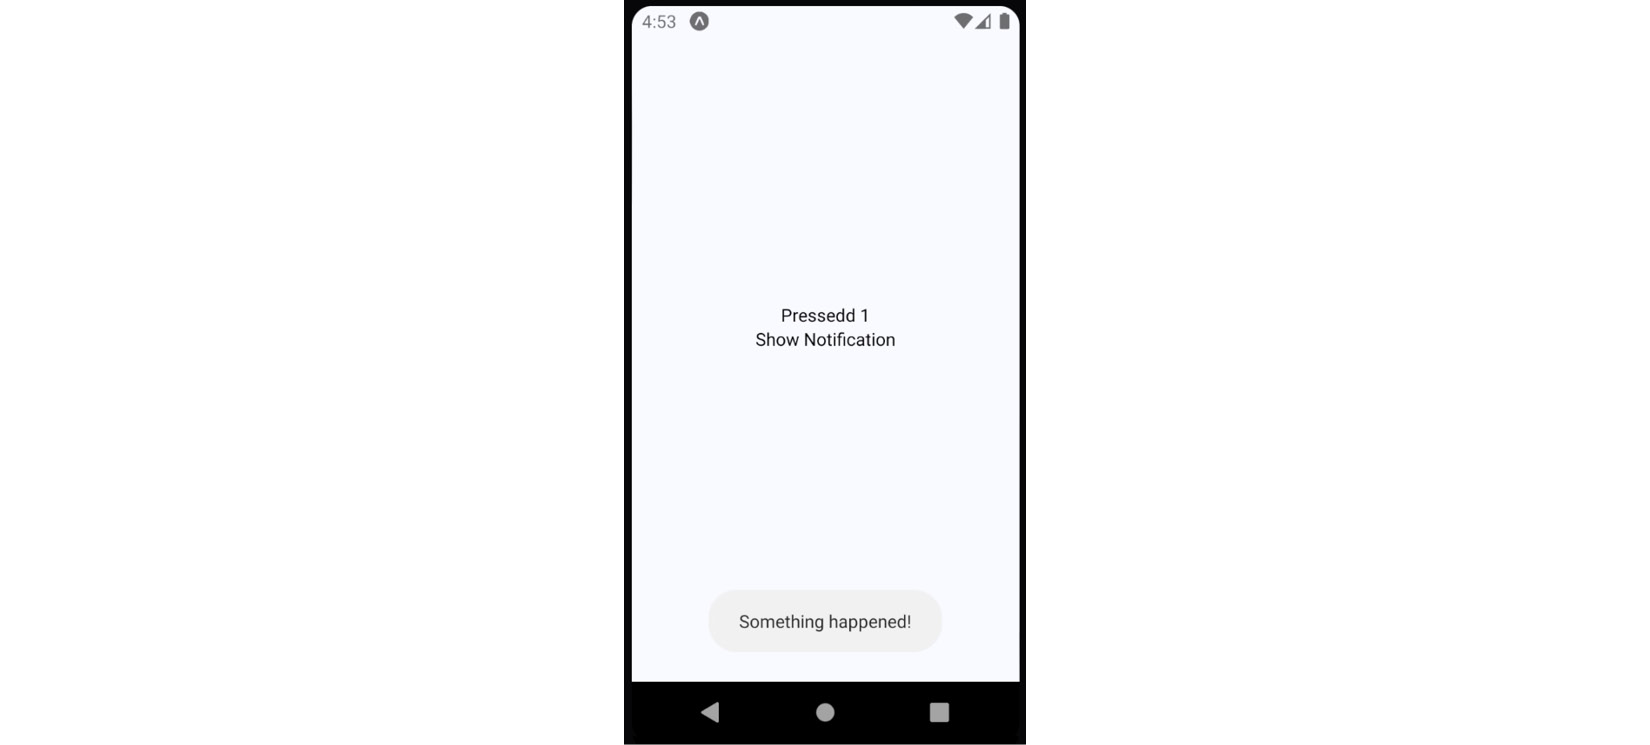 4:53
Pressedd 1
Show Notification
Something happened!